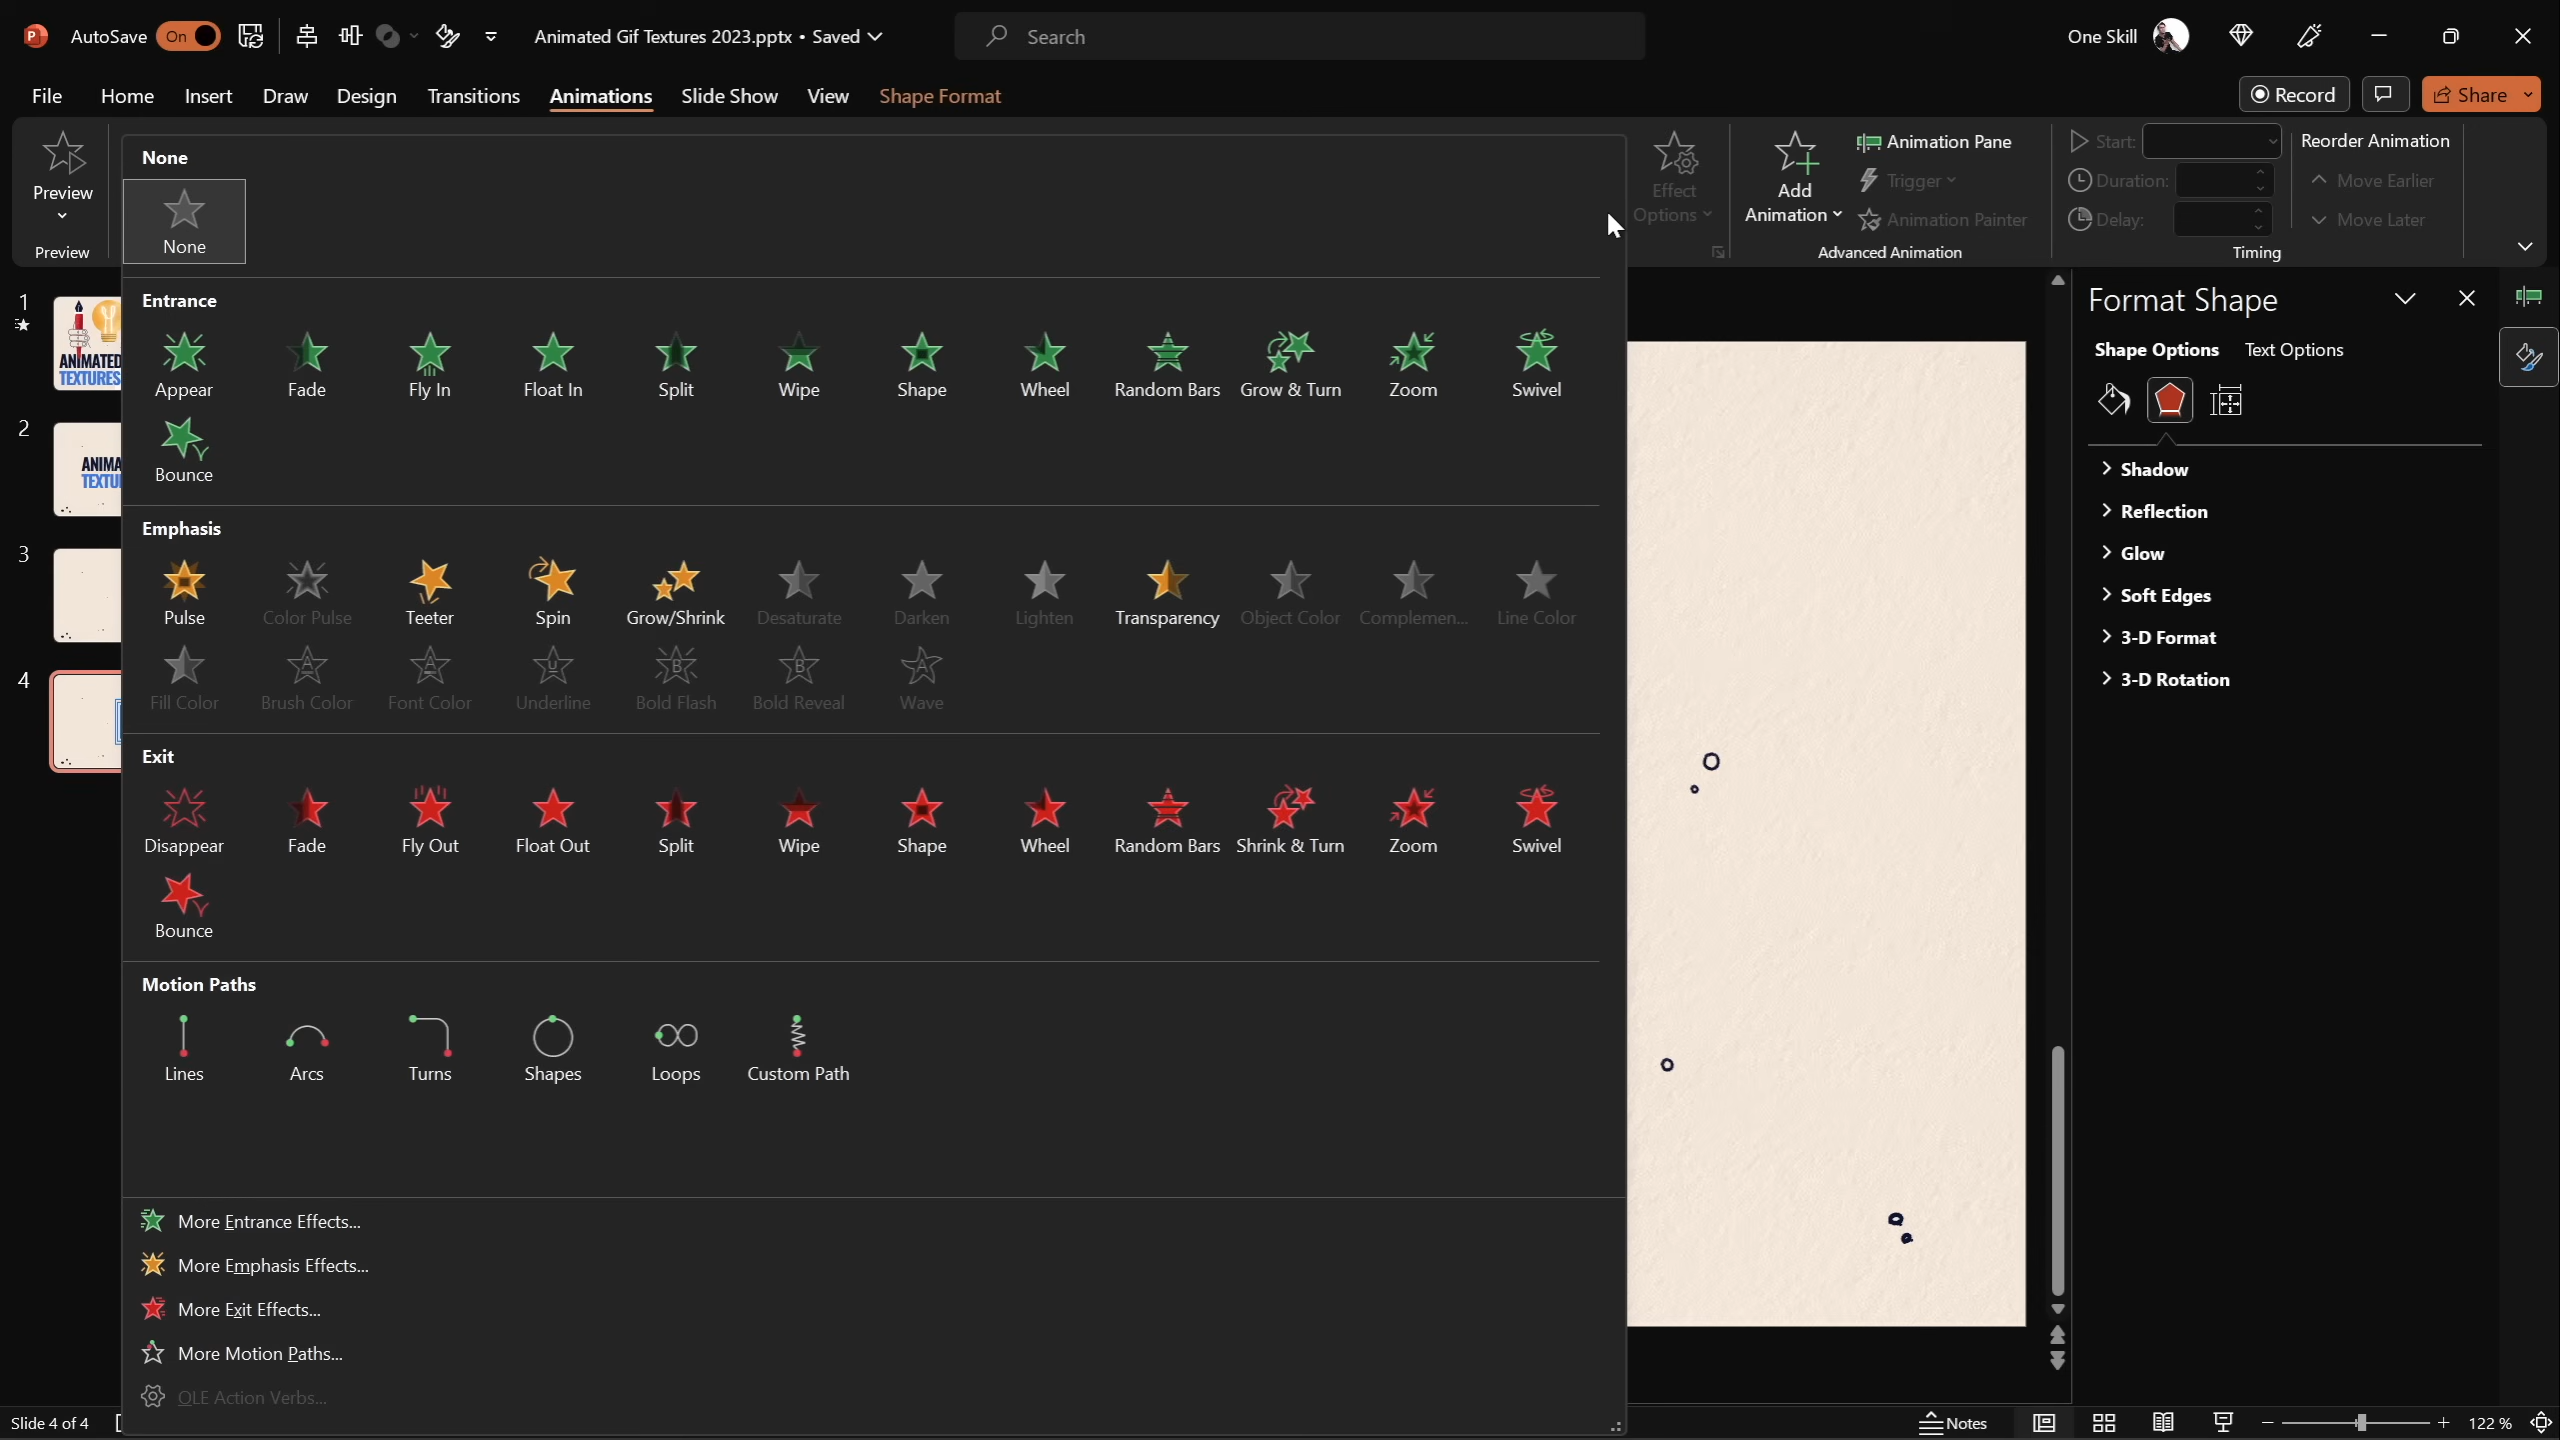 AutoSave On Animated Gif Textures 2023.pptx • Saved Search One Skill
File Home Insert Draw Design Transitions Animations Slide Show View Shape Format Record Share
Preview
Preview
None
None
Effect
Options
Add
Animation
Animation Pane
Trigger
Animation Painter
Advanced Animation
Start:
Duration:
Delay:
Timing
Reorder Animation
Move Earlier
Move Later
1
ANIMATED
TEXTURES
2
ANIMA
TEXTU
3
4
Entrance
Appear Fade Fly In Float In Split Wipe Shape Wheel Random Bars Grow & Turn Zoom Swivel
Bounce
Emphasis
Pulse Color Pulse Teeter Spin Grow/Shrink Desaturate Darken Lighten Transparency Object Color Complemen... Line Color
Fill Color Brush Color Font Color Underline Bold Flash Bold Reveal Wave
Exit
Disappear Fade Fly Out Float Out Split Wipe Shape Wheel Random Bars Shrink & Turn Zoom Swivel
Bounce
Motion Paths
Lines Arcs Turns Shapes Loops Custom Path
More Entrance Effects...
More Emphasis Effects...
More Exit Effects...
More Motion Paths...
OLE Action Verbs...
Format Shape
Shape Options Text Options
Shadow
Reflection
Glow
Soft Edges
3-D Format
3-D Rotation
Slide 4 of 4 Notes 122 %